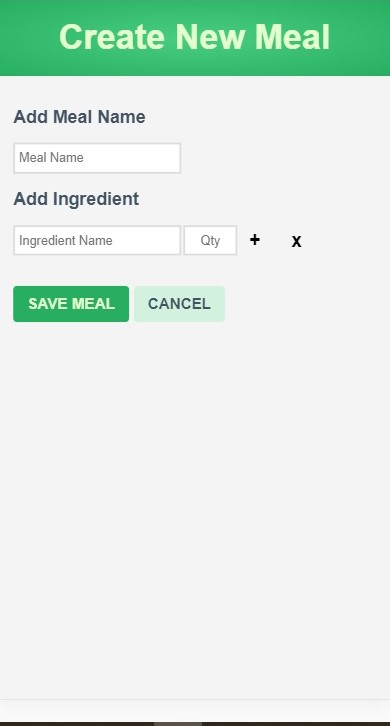 Create New Meal
Add Meal Name
Meal Name
Add Ingredient
Ingredient Name Qty + x
SAVE MEAL CANCEL